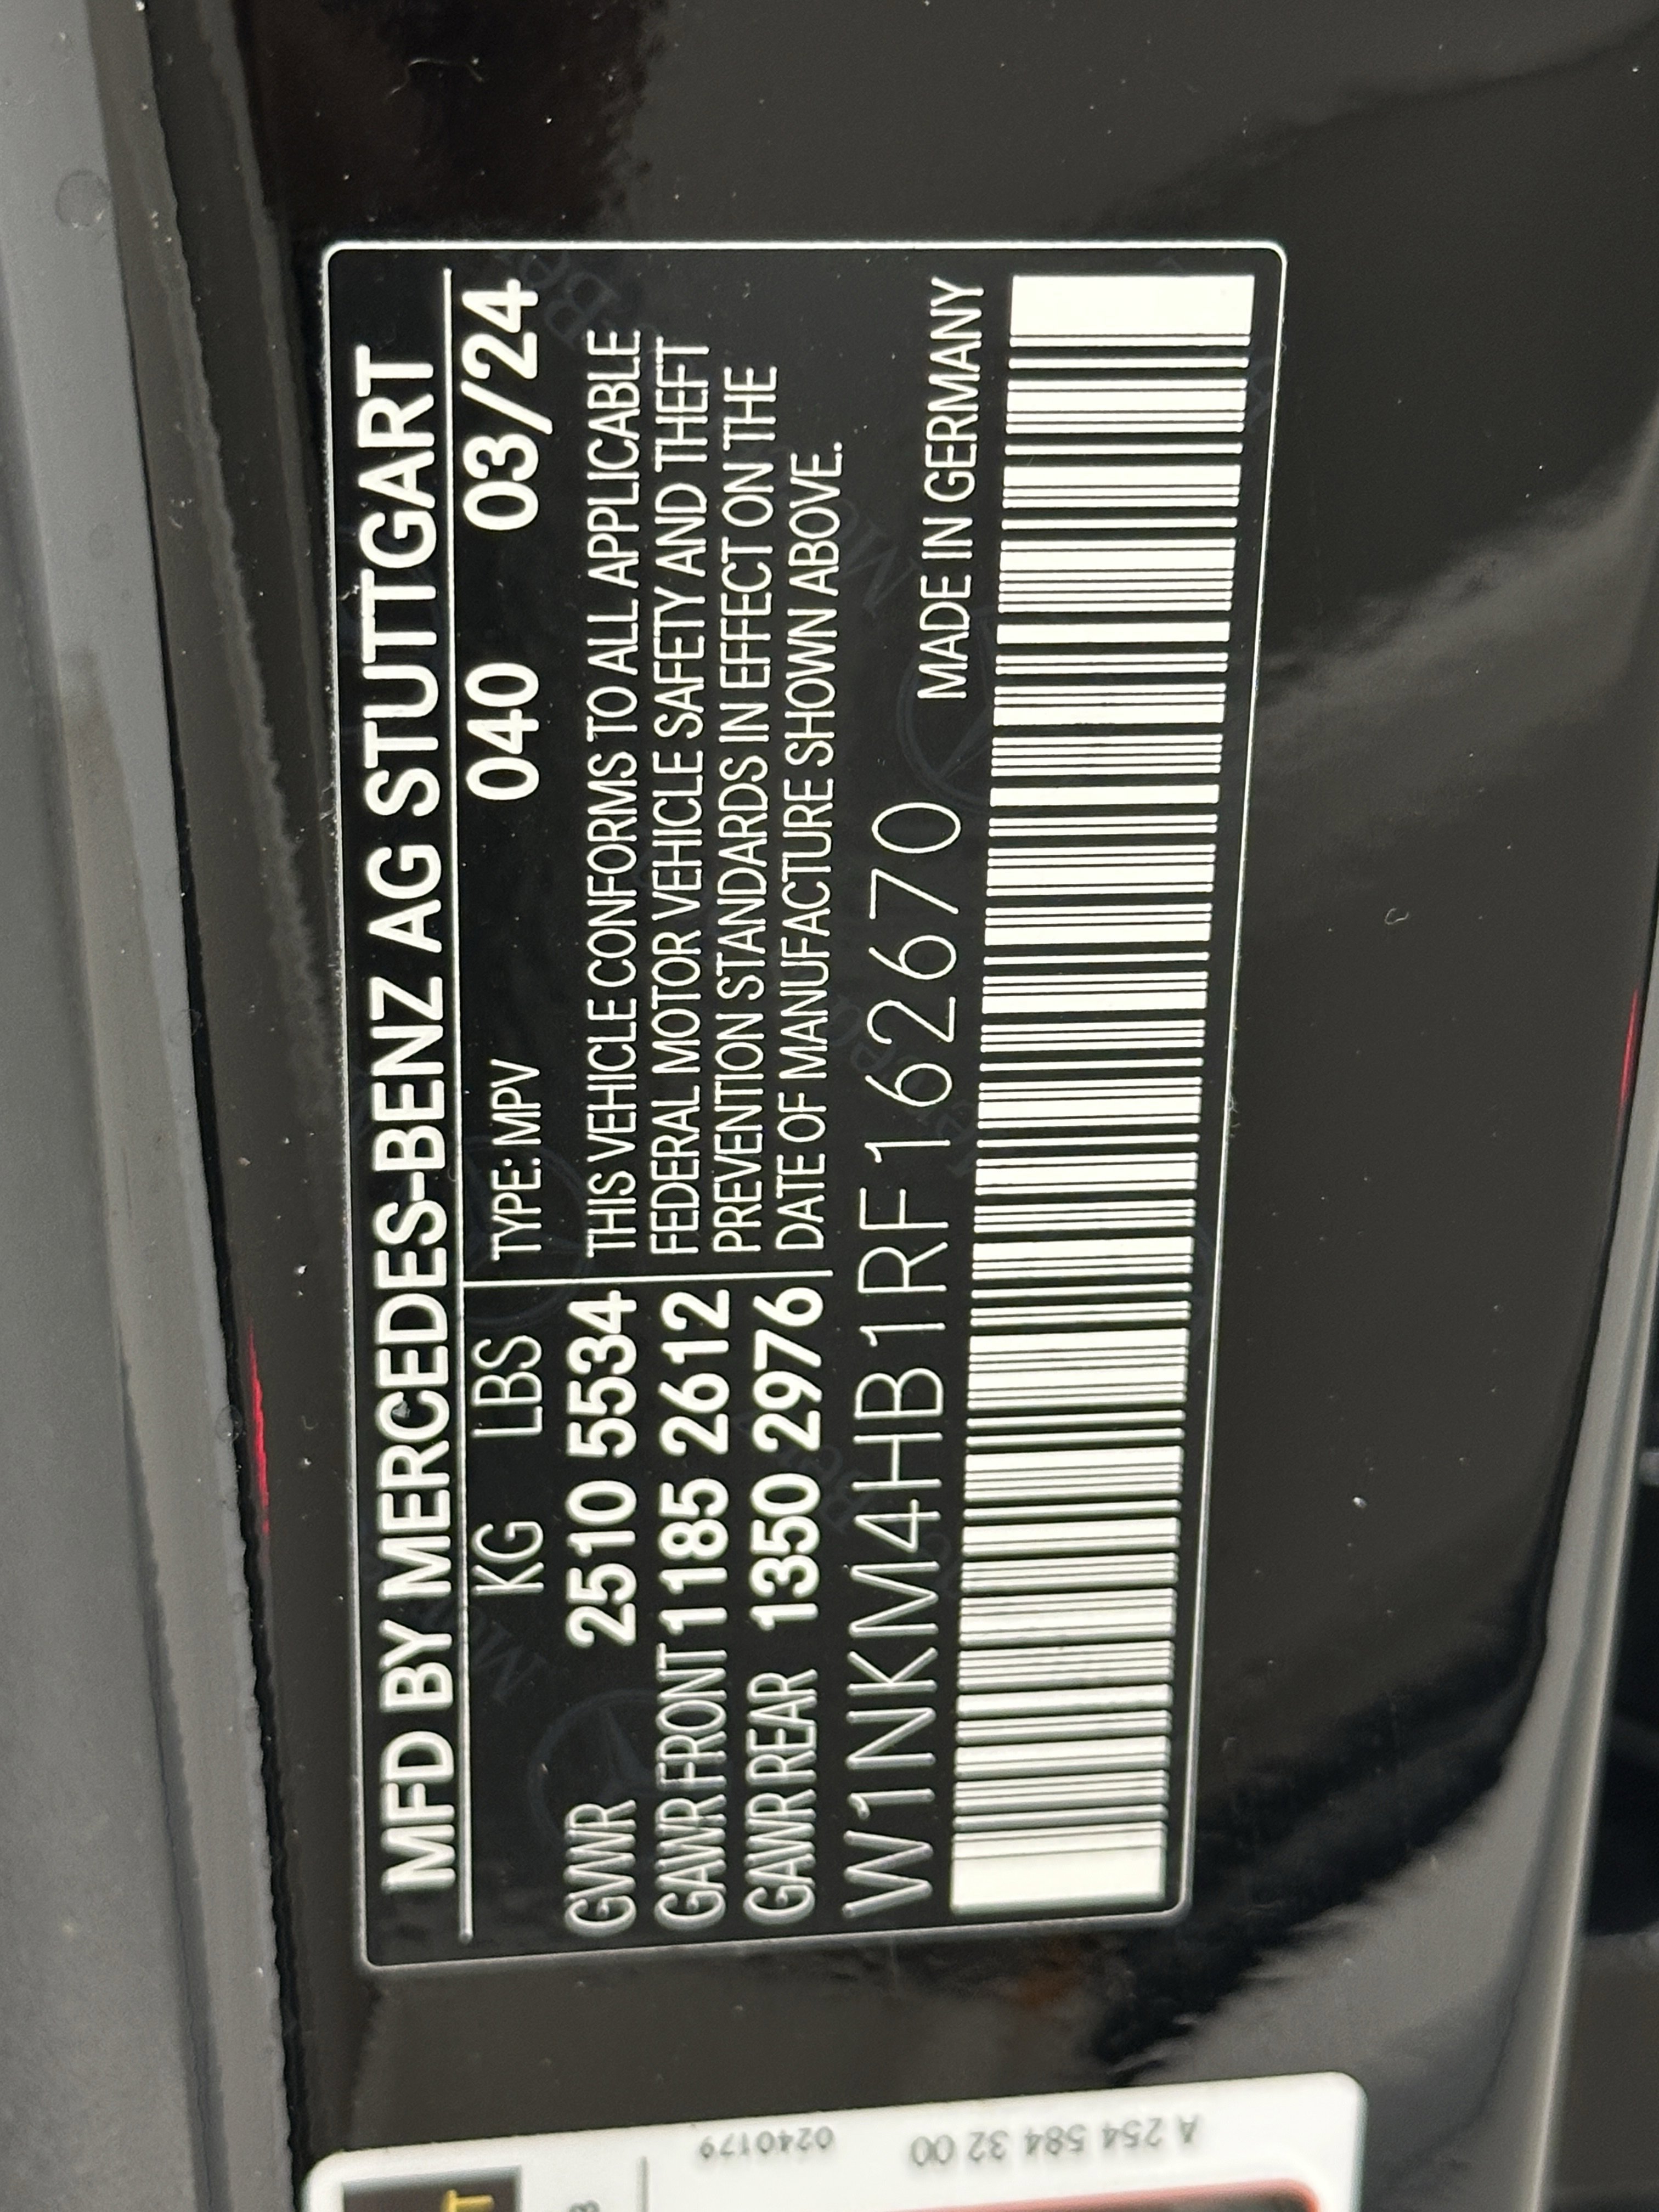 MFD BY MERCEDES-BENZ AG STUTTGART
KG LBS TYPE: MPV 040 03/24
GVWR 2510 5534
GAWR FRONT 1185 2612
GAWR REAR 1350 2976
THIS VEHICLE CONFORMS TO ALL APPLICABLE
FEDERAL MOTOR VEHICLE SAFETY AND THEFT
PREVENTION STANDARDS IN EFFECT ON THE
DATE OF MANUFACTURE SHOWN ABOVE.
W1NKM4HB1RF162670 MADE IN GERMANY
A 254 584 32 00
0240179